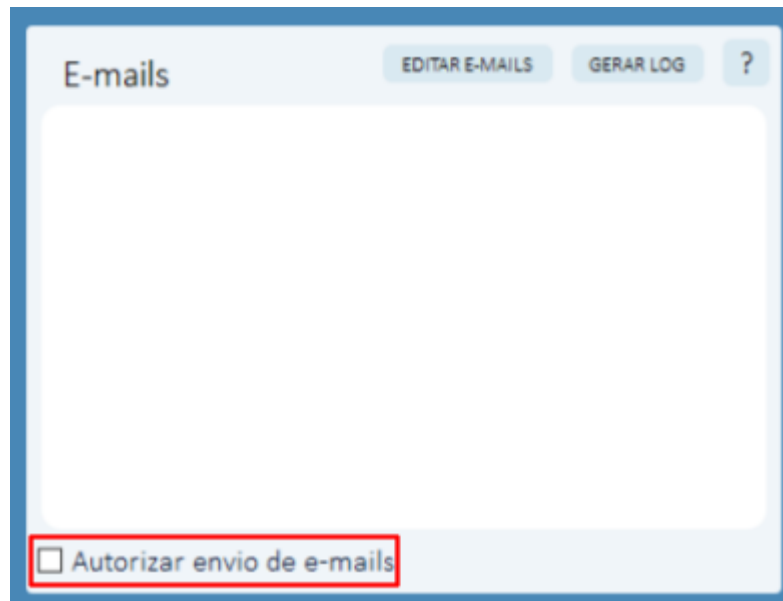 E-mails
EDITAR E-MAILS
GERAR LOG
?
Autorizar envio de e-mails